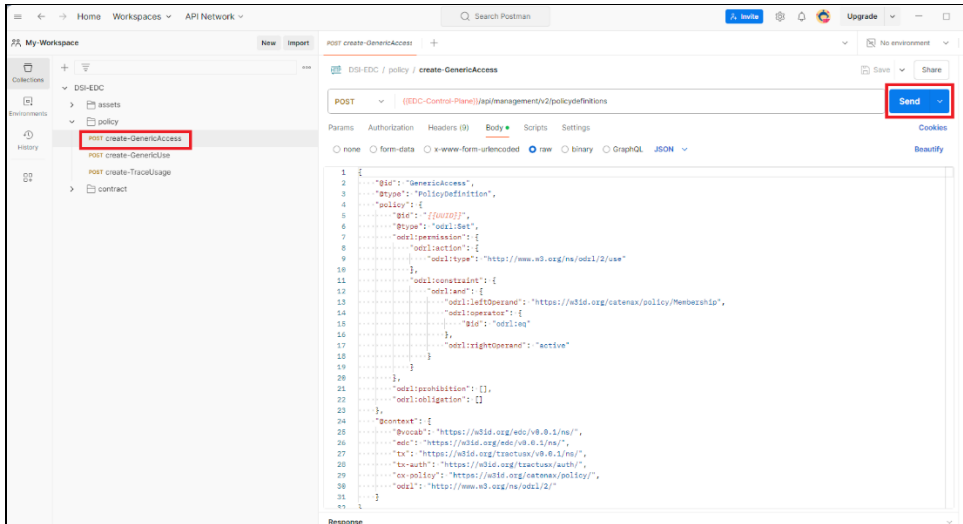 Home Workspaces API Network Search Postman Invite Upgrade
My-Workspace New Import POST create-GenericAccess No environment
Collections
Environments
History
DSI-EDC
assets
policy
POST create-GenericAccess
POST create-GenericUse
POST create-TraceUsage
contract
DSI-EDC / policy / create-GenericAccess Save Share
POST {{EDC-Control-Plane}}/api/management/v2/policydefinitions Send
Params Authorization Headers (9) Body Scripts Settings Cookies
none form-data x-www-form-urlencoded raw binary GraphQL JSON Beautify
1 {
2 "@id": "GenericAccess",
3 "@type": "PolicyDefinition",
4 "policy": {
5 "@id": "{{UUID}}",
6 "@type": "odrl:Set",
7 "odrl:permission": {
8 "odrl:action": {
9 "odrl:type": "http://www.w3.org/ns/odrl/2/use"
10 },
11 "odrl:constraint": {
12 "odrl:and": {
13 "odrl:leftOperand": "https://w3id.org/catenax/policy/Membership",
14 "odrl:operator": {
15 "@id": "odrl:eq"
16 },
17 "odrl:rightOperand": "active"
18 }
19 }
20 },
21 "odrl:prohibition": [],
22 "odrl:obligation": []
23 },
24 "@context": {
25 "@vocab": "https://w3id.org/edc/v0.0.1/ns/",
26 "edc": "https://w3id.org/edc/v0.0.1/ns/",
27 "tx": "https://w3id.org/tractusx/v0.0.1/ns/",
28 "tx-auth": "https://w3id.org/tractusx/auth/",
29 "cx-policy": "https://w3id.org/catenax/policy/",
30 "odrl": "http://www.w3.org/ns/odrl/2/"
31 }
32 }
Response